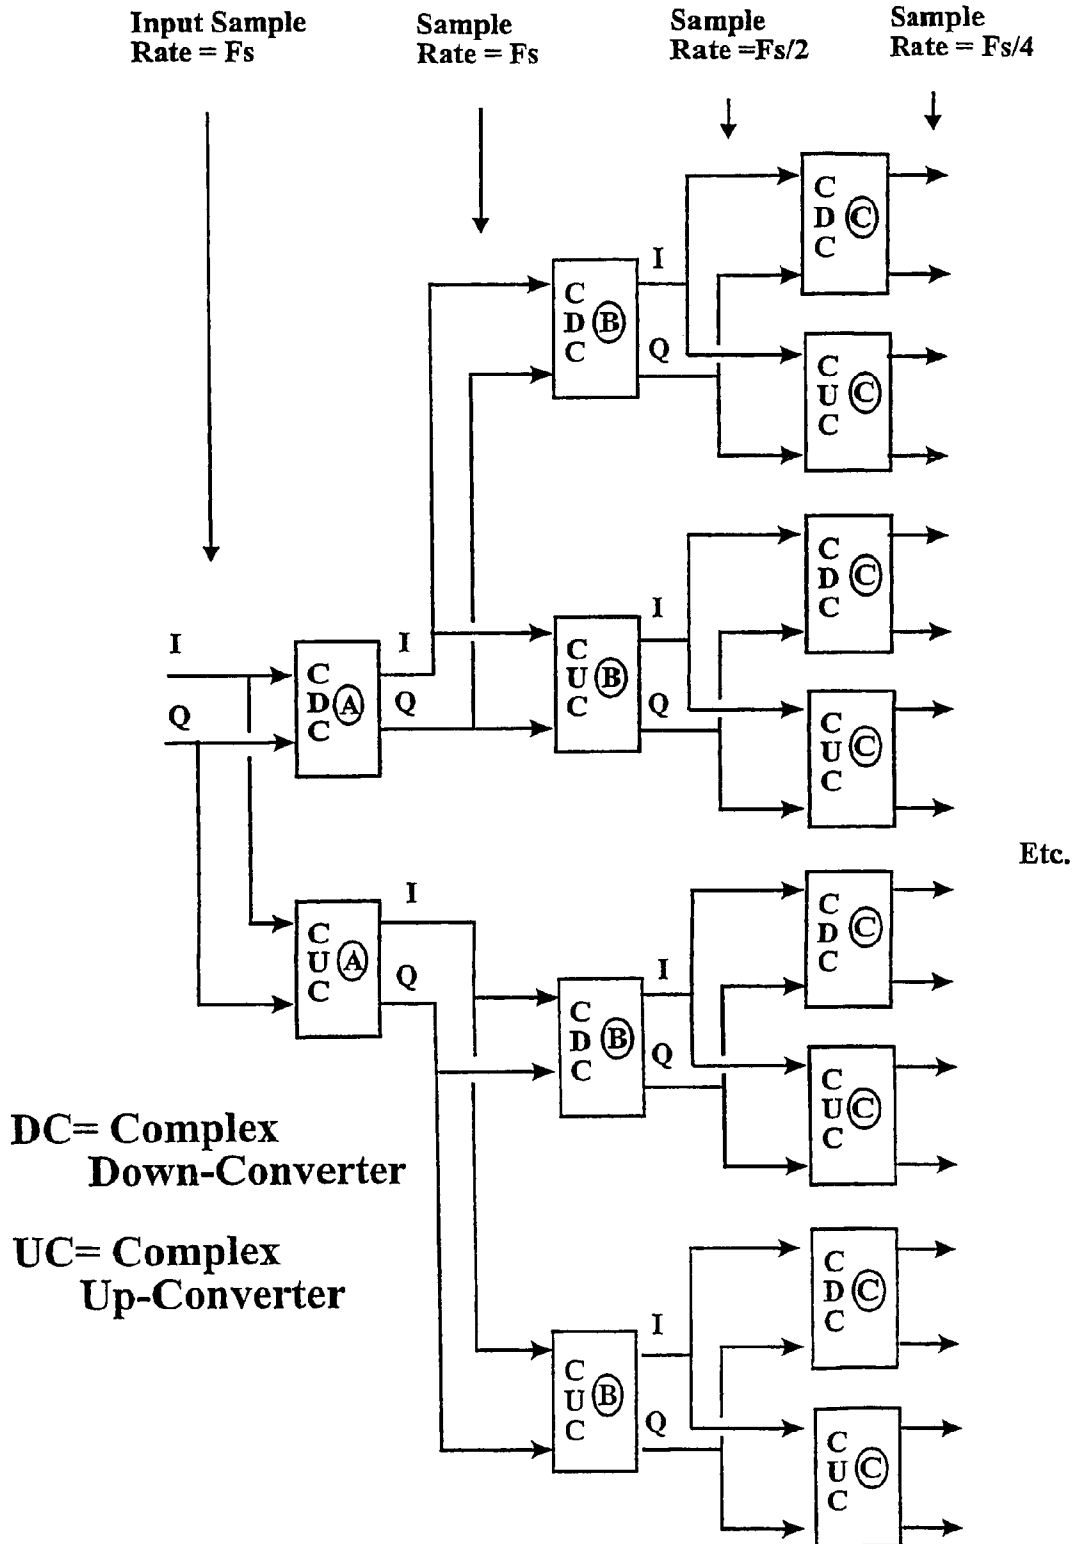 Input Sample
Rate = Fs
Sample
Rate = Fs
Sample
Rate =Fs/2
Sample
Rate = Fs/4
C
D
C
C
I
C
D
C
B
Q
C
U
C
C
C
D
C
C
I
C
U
C
B
Q
C
U
C
C
I
Q
C
D
C
A
I
Q
Etc.
C
U
C
A
I
Q
C
D
C
C
I
C
D
C
B
Q
C
U
C
C
DC= Complex
Down-Converter
UC= Complex
Up-Converter
C
D
C
C
I
C
U
C
B
Q
C
U
C
C